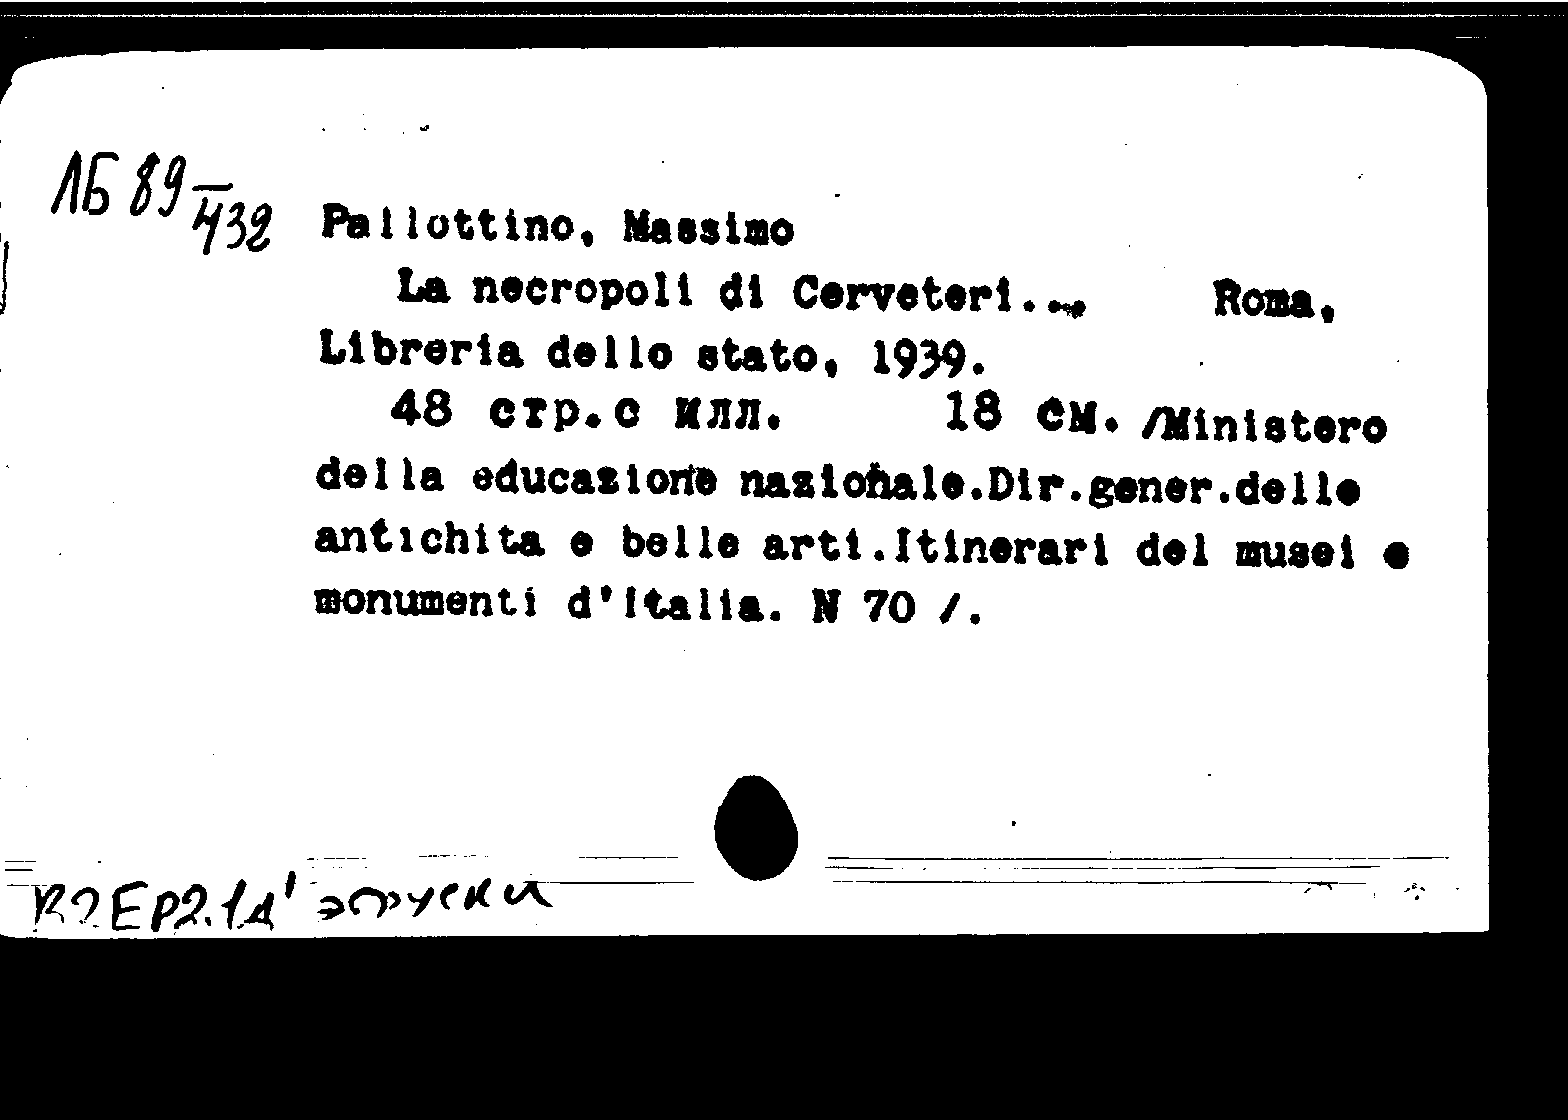 ЛБ 89/432
Pallottino, Massimo
La necropoli di Cerveteri... Roma,
Libreria dello stato, 1939.
48 стр. с илл. 18 см. /Ministero
della educazione nazionale.Dir.gener.delle
antichita e belle arti.Itinerari dei musei e
monumenti d'Italia. N 70 /.
этруски